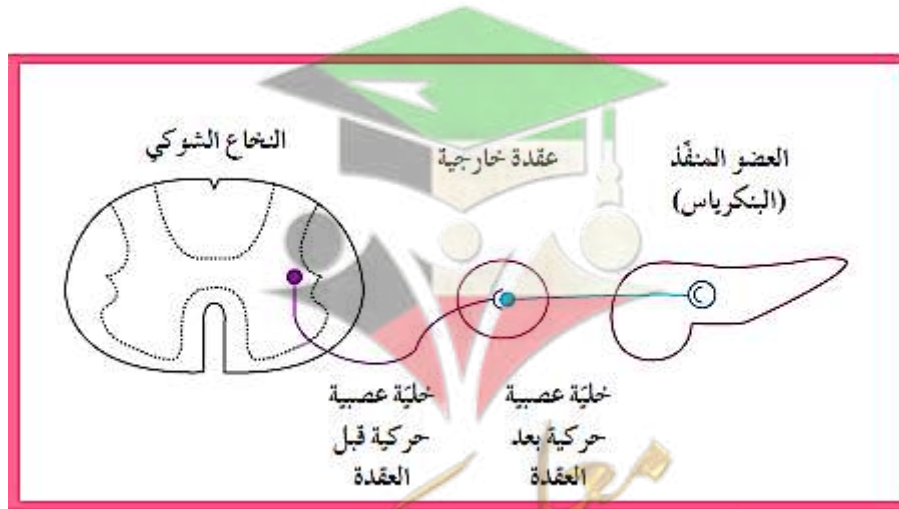 النخاع الشوكي
عقدة خارجية
العضو المنفّذ
(البنكرياس)
خليّة عصبية
حركية قبل
العقدة
خليّة عصبية
حركية بعد
العقدة